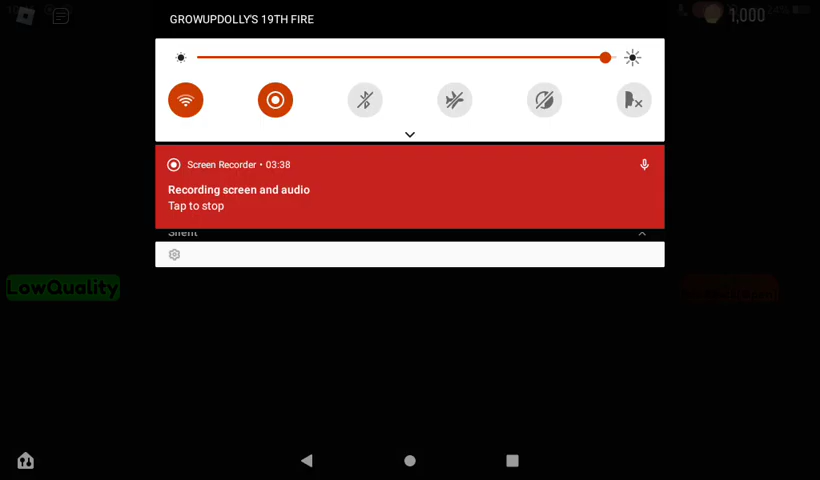 GROWUPDOLLY'S 19TH FIRE
1,000
Screen Recorder • 03:38
Recording screen and audio
Tap to stop
Silent
LowQuality